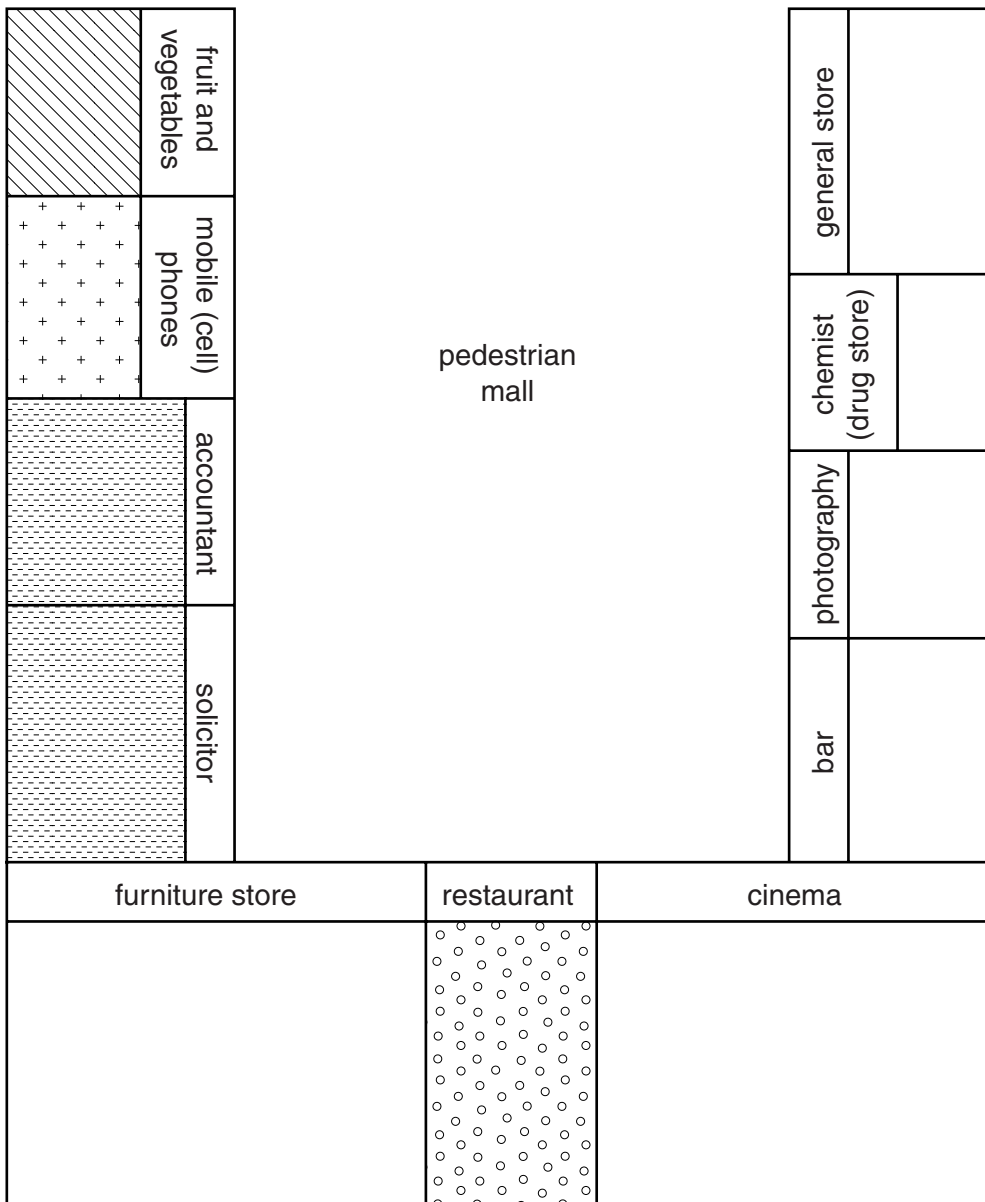 fruit and
vegetables
mobile (cell)
phones
accountant
solicitor
pedestrian
mall
general store
chemist
(drug store)
photography
bar
furniture store
restaurant
cinema